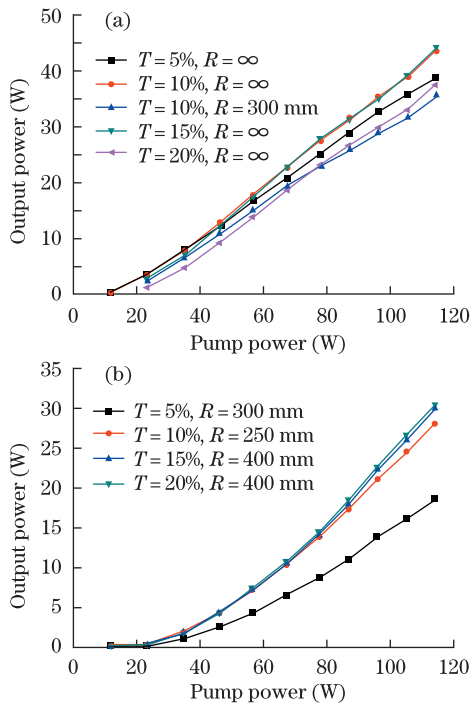 (a)
50
40
30
20
10
0
Output power (W)
T=5%, R=∞
T=10%, R=∞
T=10%, R=300 mm
T=15%, R=∞
T=20%, R=∞
0 20 40 60 80 100 120
Pump power (W)
(b)
35
30
25
20
15
10
5
0
Output power (W)
T=5%, R=300 mm
T=10%, R=250 mm
T=15%, R=400 mm
T=20%, R=400 mm
0 20 40 60 80 100 120
Pump power (W)